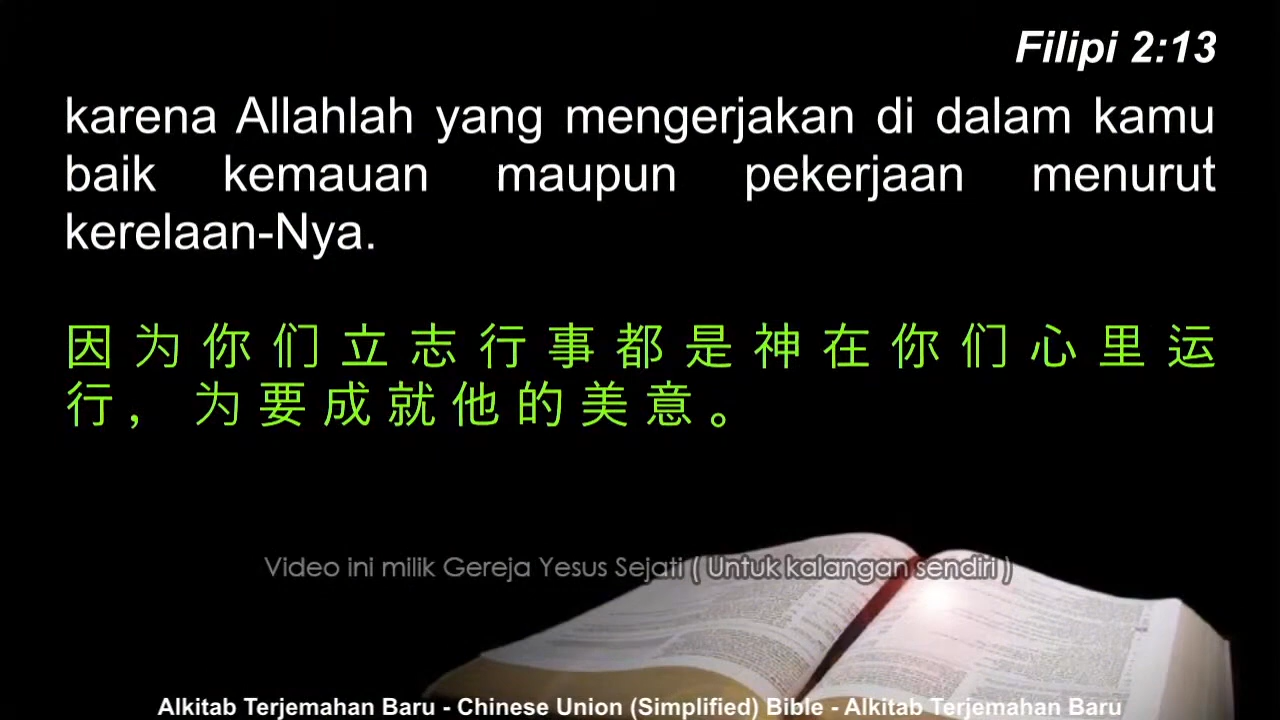 Filipi 2:13
karena Allahlah yang mengerjakan di dalam kamu
baik kemauan maupun pekerjaan menurut
kerelaan-Nya.
因为你们立志行事都是神在你们心里运
行，为要成就他的美意。
Video ini milik Gereja Yesus Sejati ( Untuk kalangan sendiri )
Alkitab Terjemahan Baru - Chinese Union (Simplified) Bible - Alkitab Terjemahan Baru